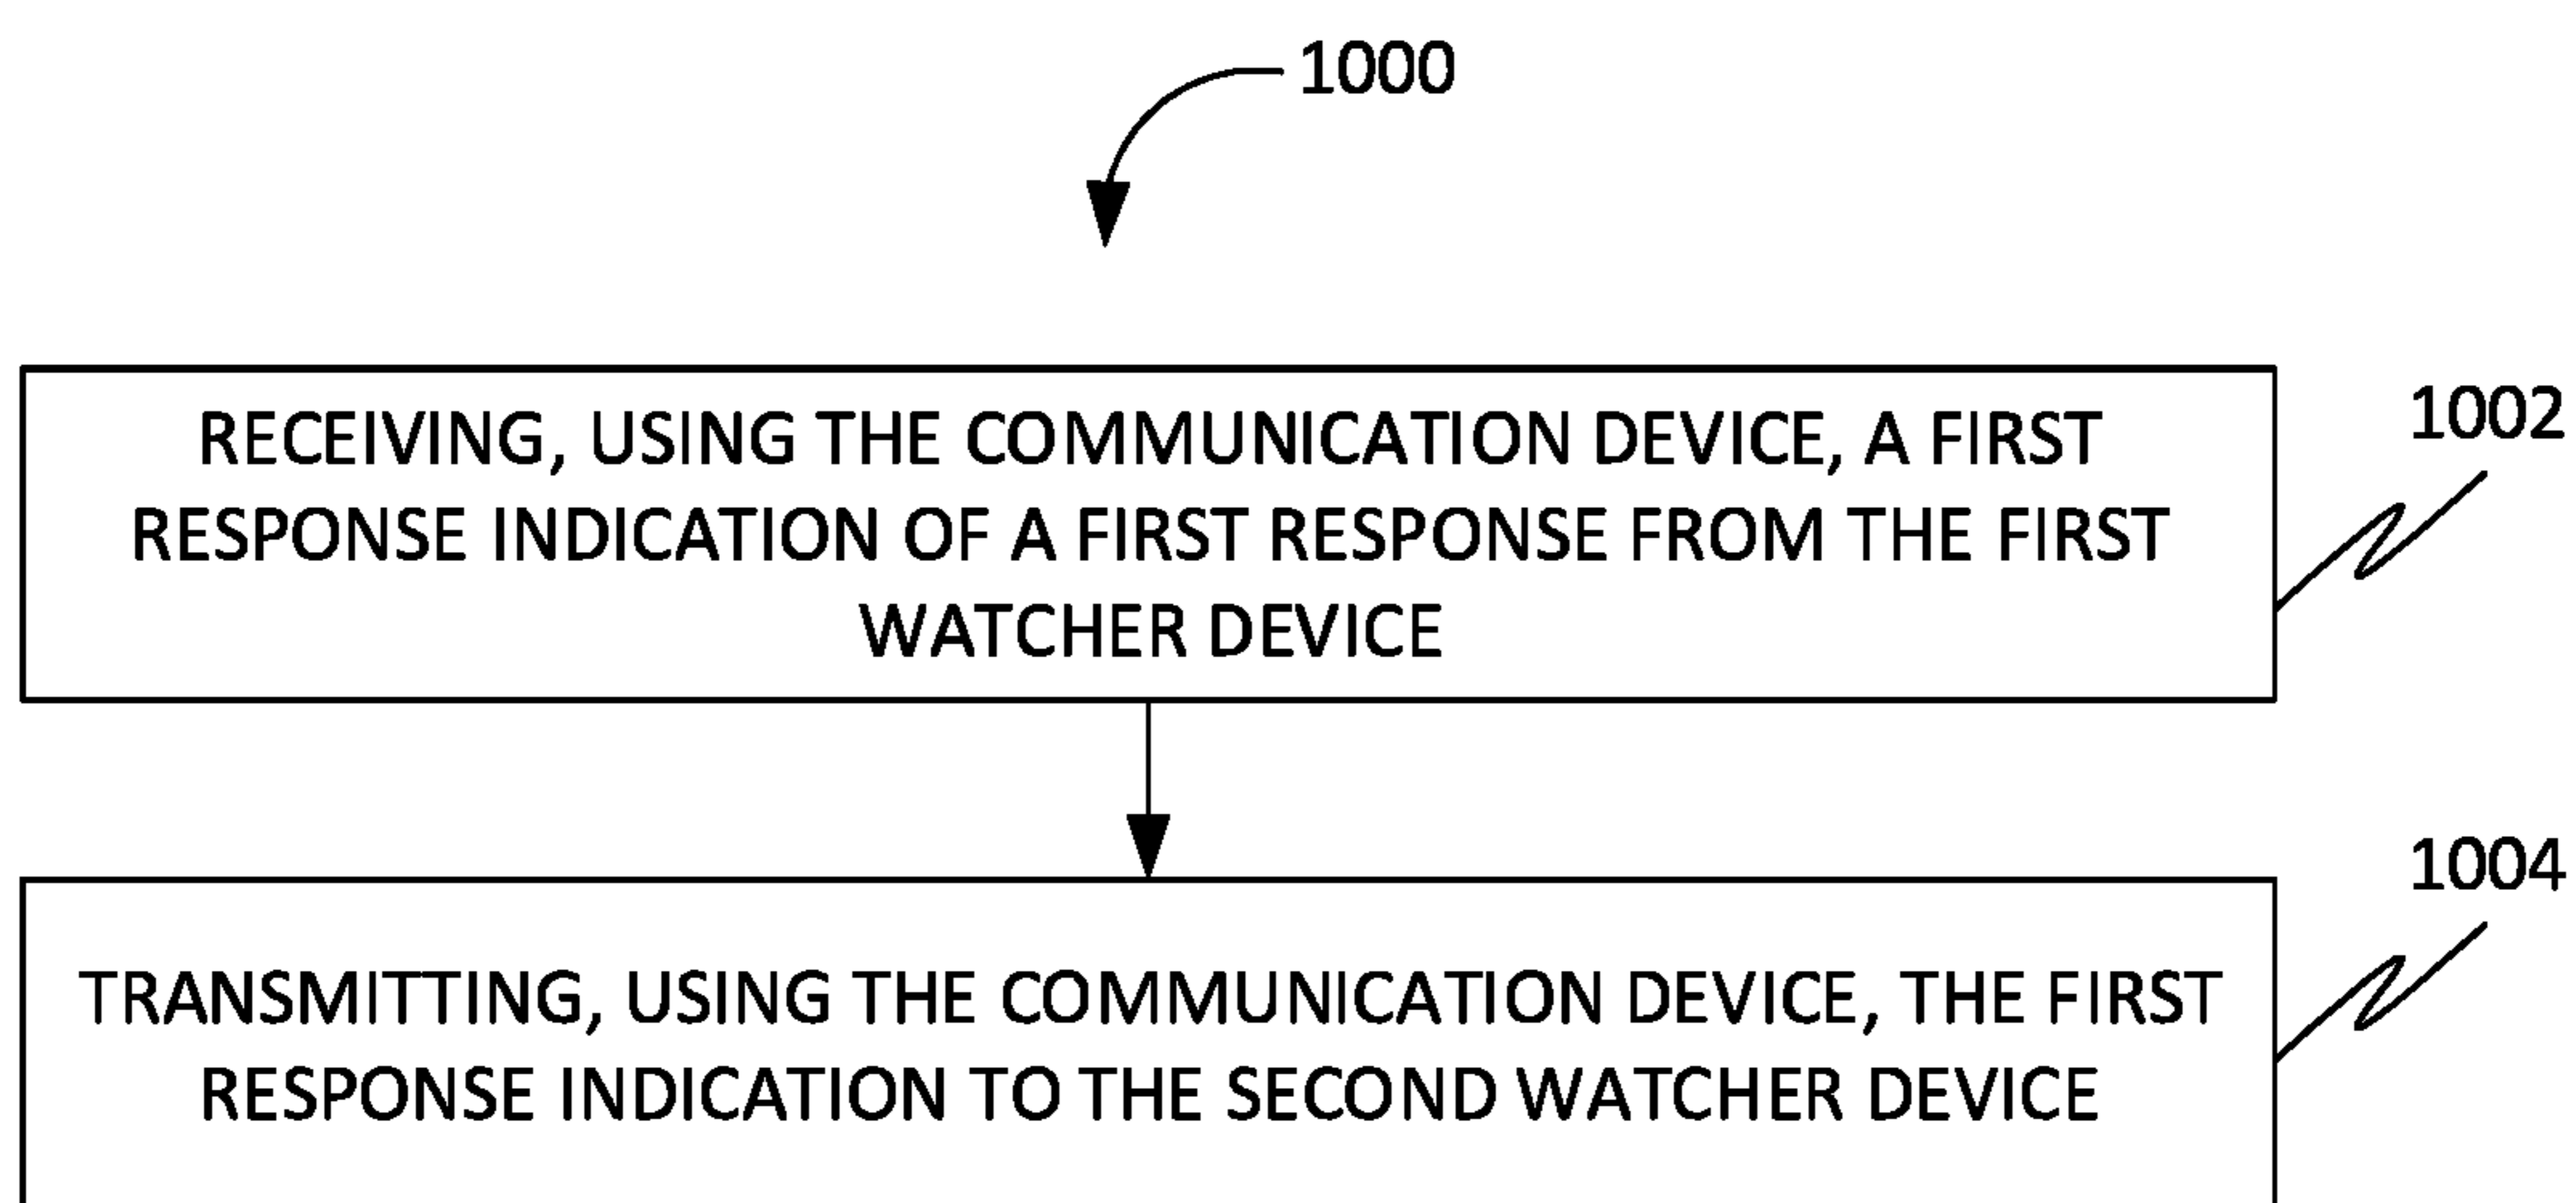 1000
RECEIVING, USING THE COMMUNICATION DEVICE, A FIRST
RESPONSE INDICATION OF A FIRST RESPONSE FROM THE FIRST
WATCHER DEVICE
1002
TRANSMITTING, USING THE COMMUNICATION DEVICE, THE FIRST
RESPONSE INDICATION TO THE SECOND WATCHER DEVICE
1004